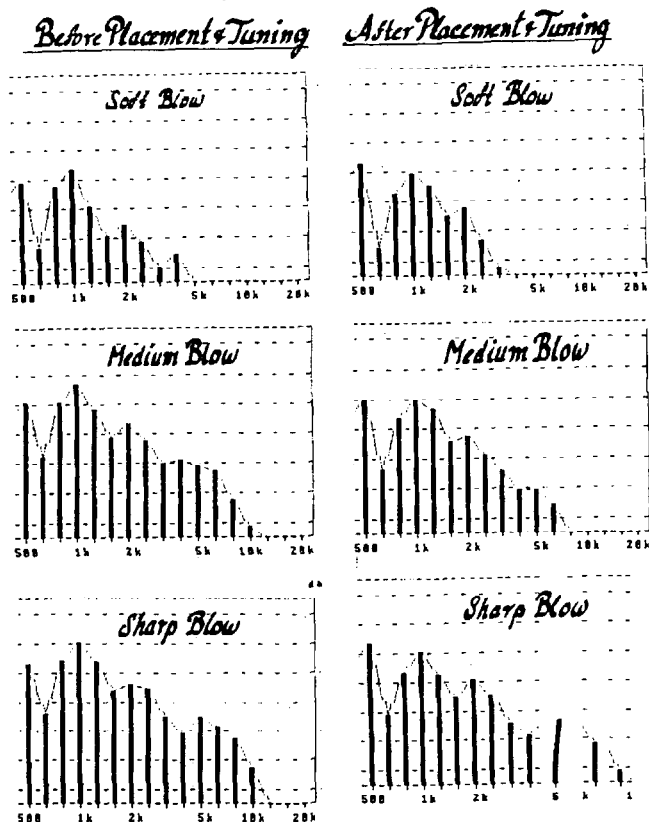 Before Placement & Tuning
After Placement & Tuning
Soft Blow
Soft Blow
500 1k 2k 5k 10k 20k
500 1k 2k 5k 10k 20k
Medium Blow
Medium Blow
500 1k 2k 5k 10k 20k
500 1k 2k 5k 10k 20k
Sharp Blow
Sharp Blow
500 1k 2k 5k 10k 20k
500 1k 2k 5 k 1